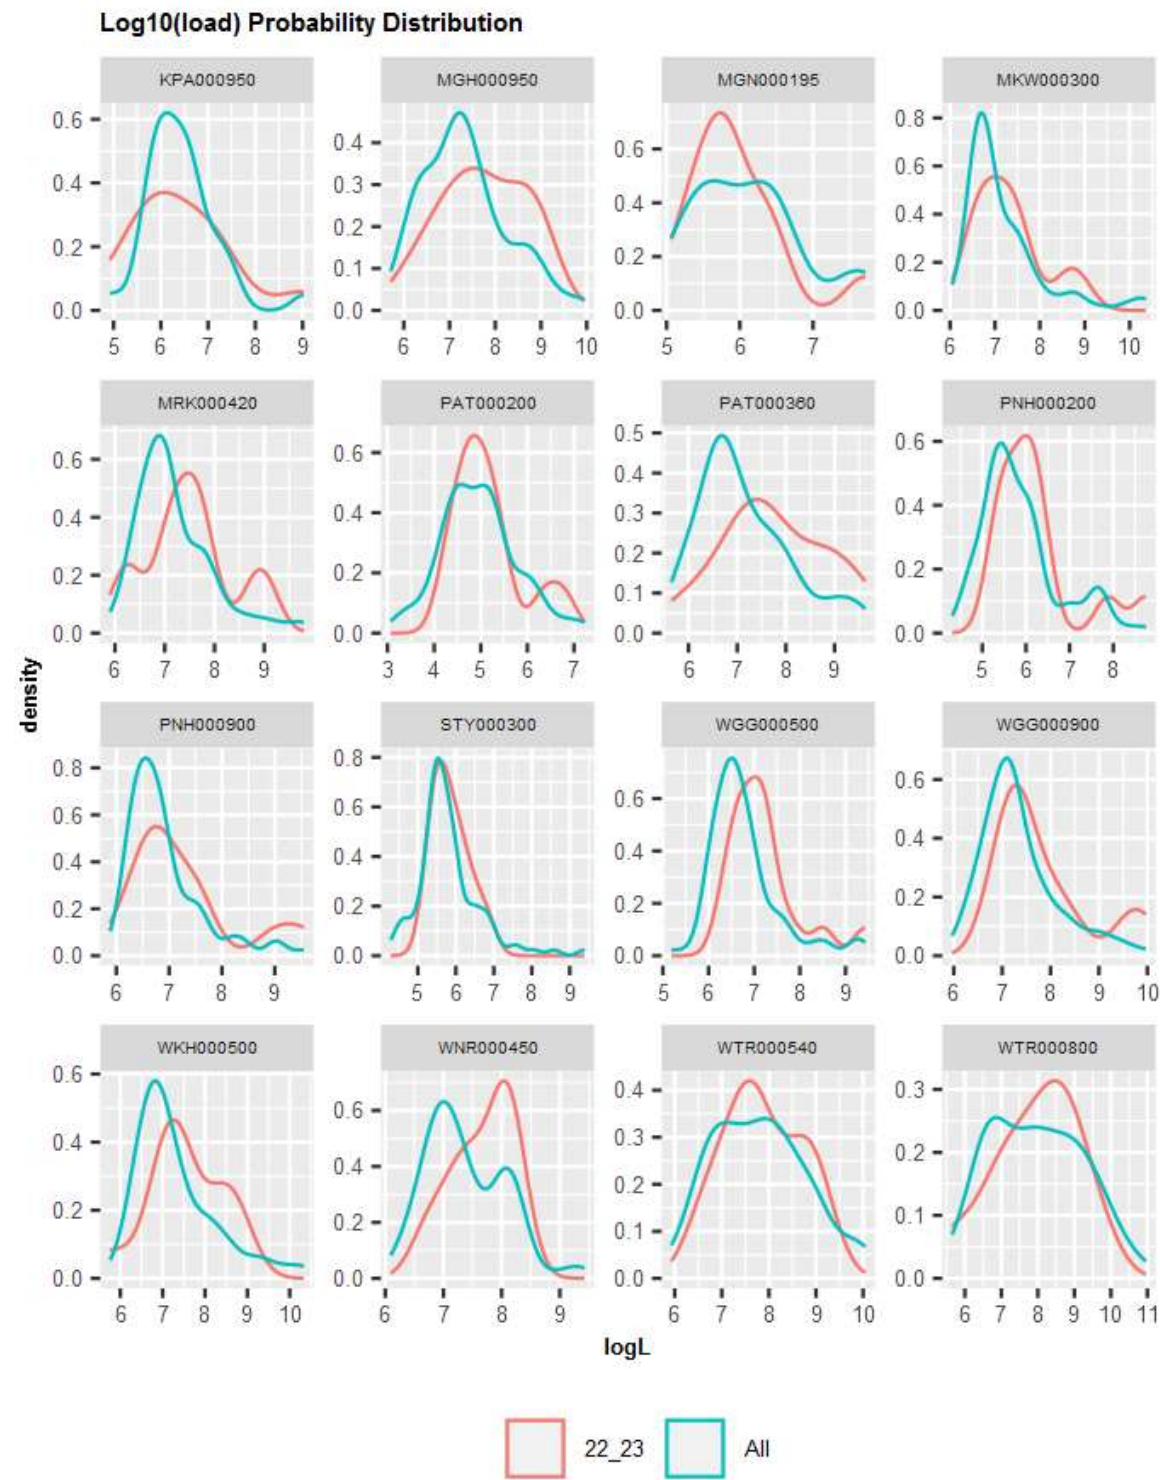 Log10(load) Probability Distribution
KPA000950 MGH000950 MGN000195 MKW000300
0.6 0.4 0.2 0.0
0.4 0.3 0.2 0.1 0.0
0.6 0.4 0.2 0.0
0.8 0.6 0.4 0.2 0.0
5 6 7 8 9
6 7 8 9 10
5 6 7
6 7 8 9 10
MRK000420 PAT000200 PAT000360 PNH000200
0.6 0.4 0.2 0.0
0.6 0.4 0.2 0.0
0.5 0.4 0.3 0.2 0.1 0.0
0.6 0.4 0.2 0.0
6 7 8 9
3 4 5 6 7
6 7 8 9
5 6 7 8
density
PNH000900 STY000300 WGG000500 WGG000900
0.8 0.6 0.4 0.2 0.0
0.8 0.6 0.4 0.2 0.0
0.6 0.4 0.2 0.0
0.6 0.4 0.2 0.0
6 7 8 9
5 6 7 8 9
5 6 7 8 9
6 7 8 9 10
WKH000500 WNR000450 WTR000540 WTR000800
0.6 0.4 0.2 0.0
0.6 0.4 0.2 0.0
0.4 0.3 0.2 0.1 0.0
0.3 0.2 0.1 0.0
6 7 8 9 10
6 7 8 9
6 7 8 9 10
6 7 8 9 10 11
logL
22_23 All